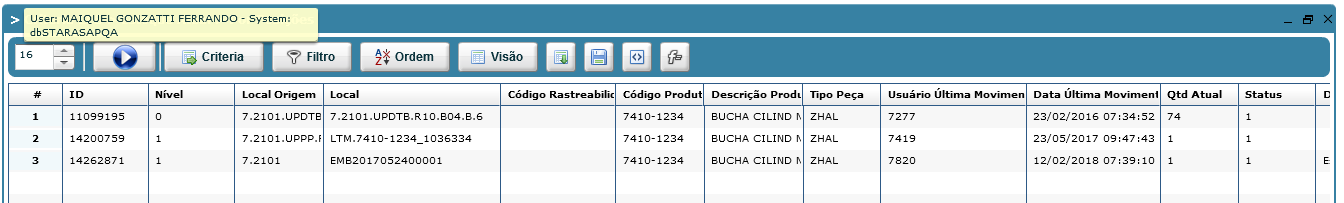 > User: MAIQUEL GONZATTI FERRANDO - System:
dbSTARASAPQA
16 Criteria Filtro Ordem Visão
# ID Nível Local Origem Local Código Rastreabilic Código Produt Descrição Produ Tipo Peça Usuário Última Movimen Data Última Moviment Qtd Atual Status D
1 11099195 0 7.2101.UPDTB 7.2101.UPDTB.R10.B04.B.6 7410-1234 BUCHA CILIND M ZHAL 7277 23/02/2016 07:34:52 74 1
2 14200759 1 7.2101.UPPP.F LTM.7410-1234_1036334 7410-1234 BUCHA CILIND M ZHAL 7419 23/05/2017 09:47:43 1 1
3 14262871 1 7.2101 EMB2017052400001 7410-1234 BUCHA CILIND M ZHAL 7820 12/02/2018 07:39:10 1 1 E